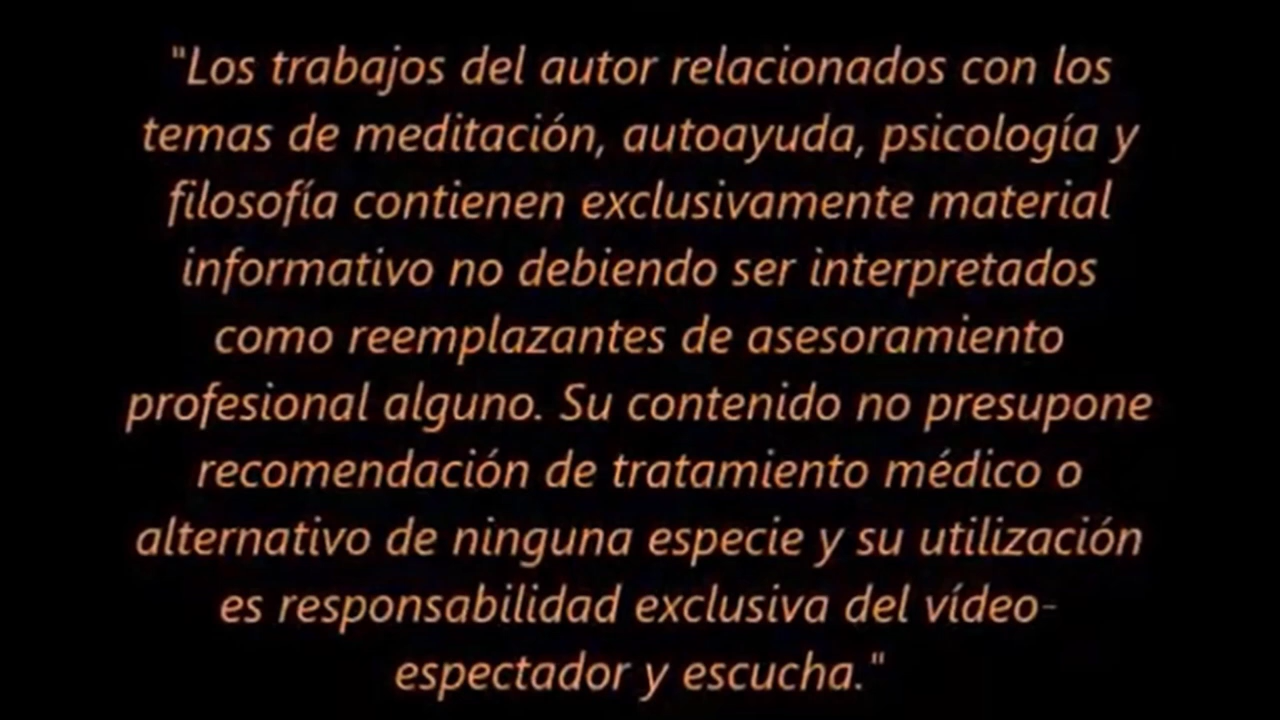 "Los trabajos del autor relacionados con los
temas de meditación, autoayuda, psicología y
filosofía contienen exclusivamente material
informativo no debiendo ser interpretados
como reemplazantes de asesoramiento
profesional alguno. Su contenido no presupone
recomendación de tratamiento médico o
alternativo de ninguna especie y su utilización
es responsabilidad exclusiva del vídeo-
espectador y escucha."